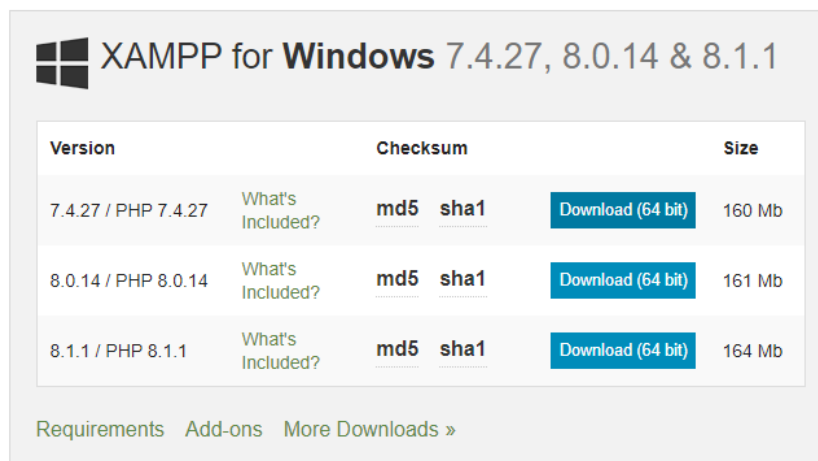 XAMPP for Windows 7.4.27, 8.0.14 & 8.1.1
Version Checksum Size
7.4.27 / PHP 7.4.27 What's Included? md5 sha1 Download (64 bit) 160 Mb
8.0.14 / PHP 8.0.14 What's Included? md5 sha1 Download (64 bit) 161 Mb
8.1.1 / PHP 8.1.1 What's Included? md5 sha1 Download (64 bit) 164 Mb
Requirements Add-ons More Downloads »